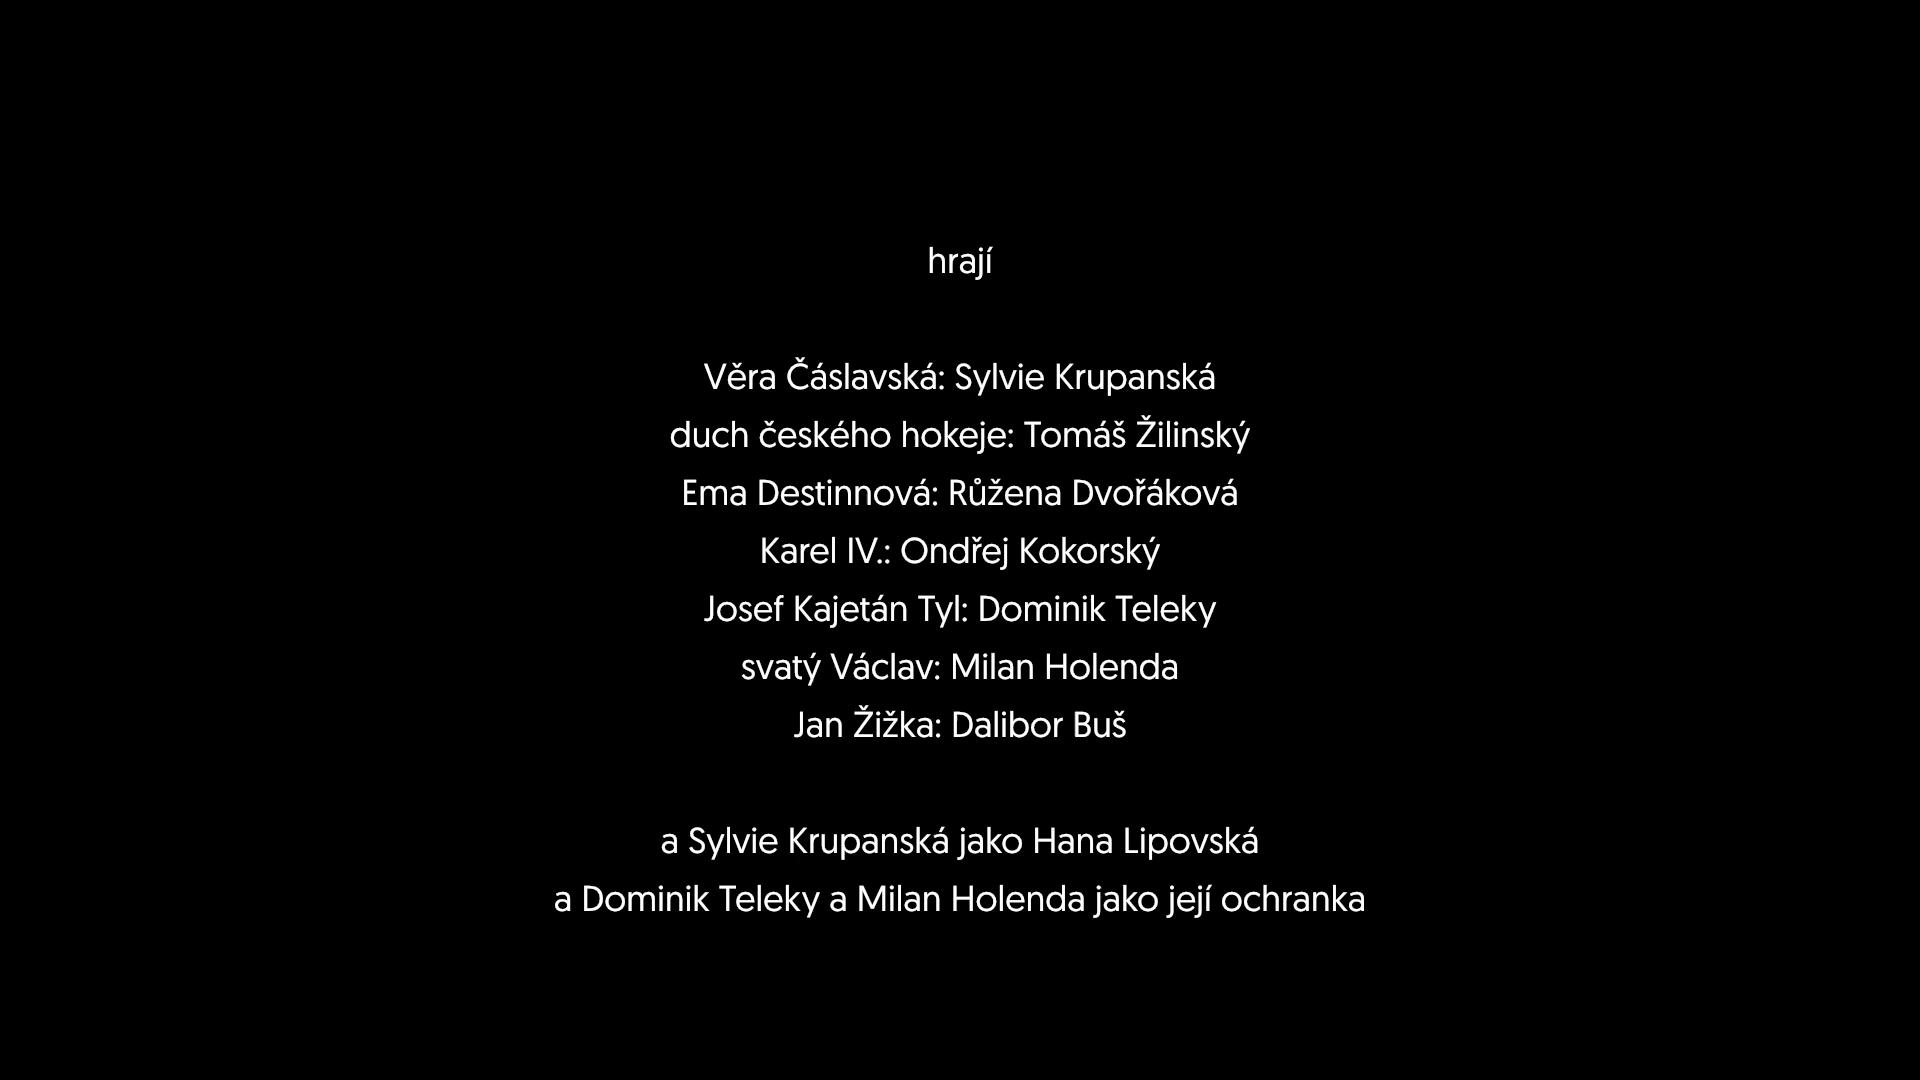 hrají
Věra Čáslavská: Sylvie Krupanská
duch českého hokeje: Tomáš Žilinský
Ema Destinnová: Růžena Dvořáková
Karel IV.: Ondřej Kokorský
Josef Kajetán Tyl: Dominik Teleky
svatý Václav: Milan Holenda
Jan Žižka: Dalibor Buš
a Sylvie Krupanská jako Hana Lipovská
a Dominik Teleky a Milan Holenda jako její ochranka